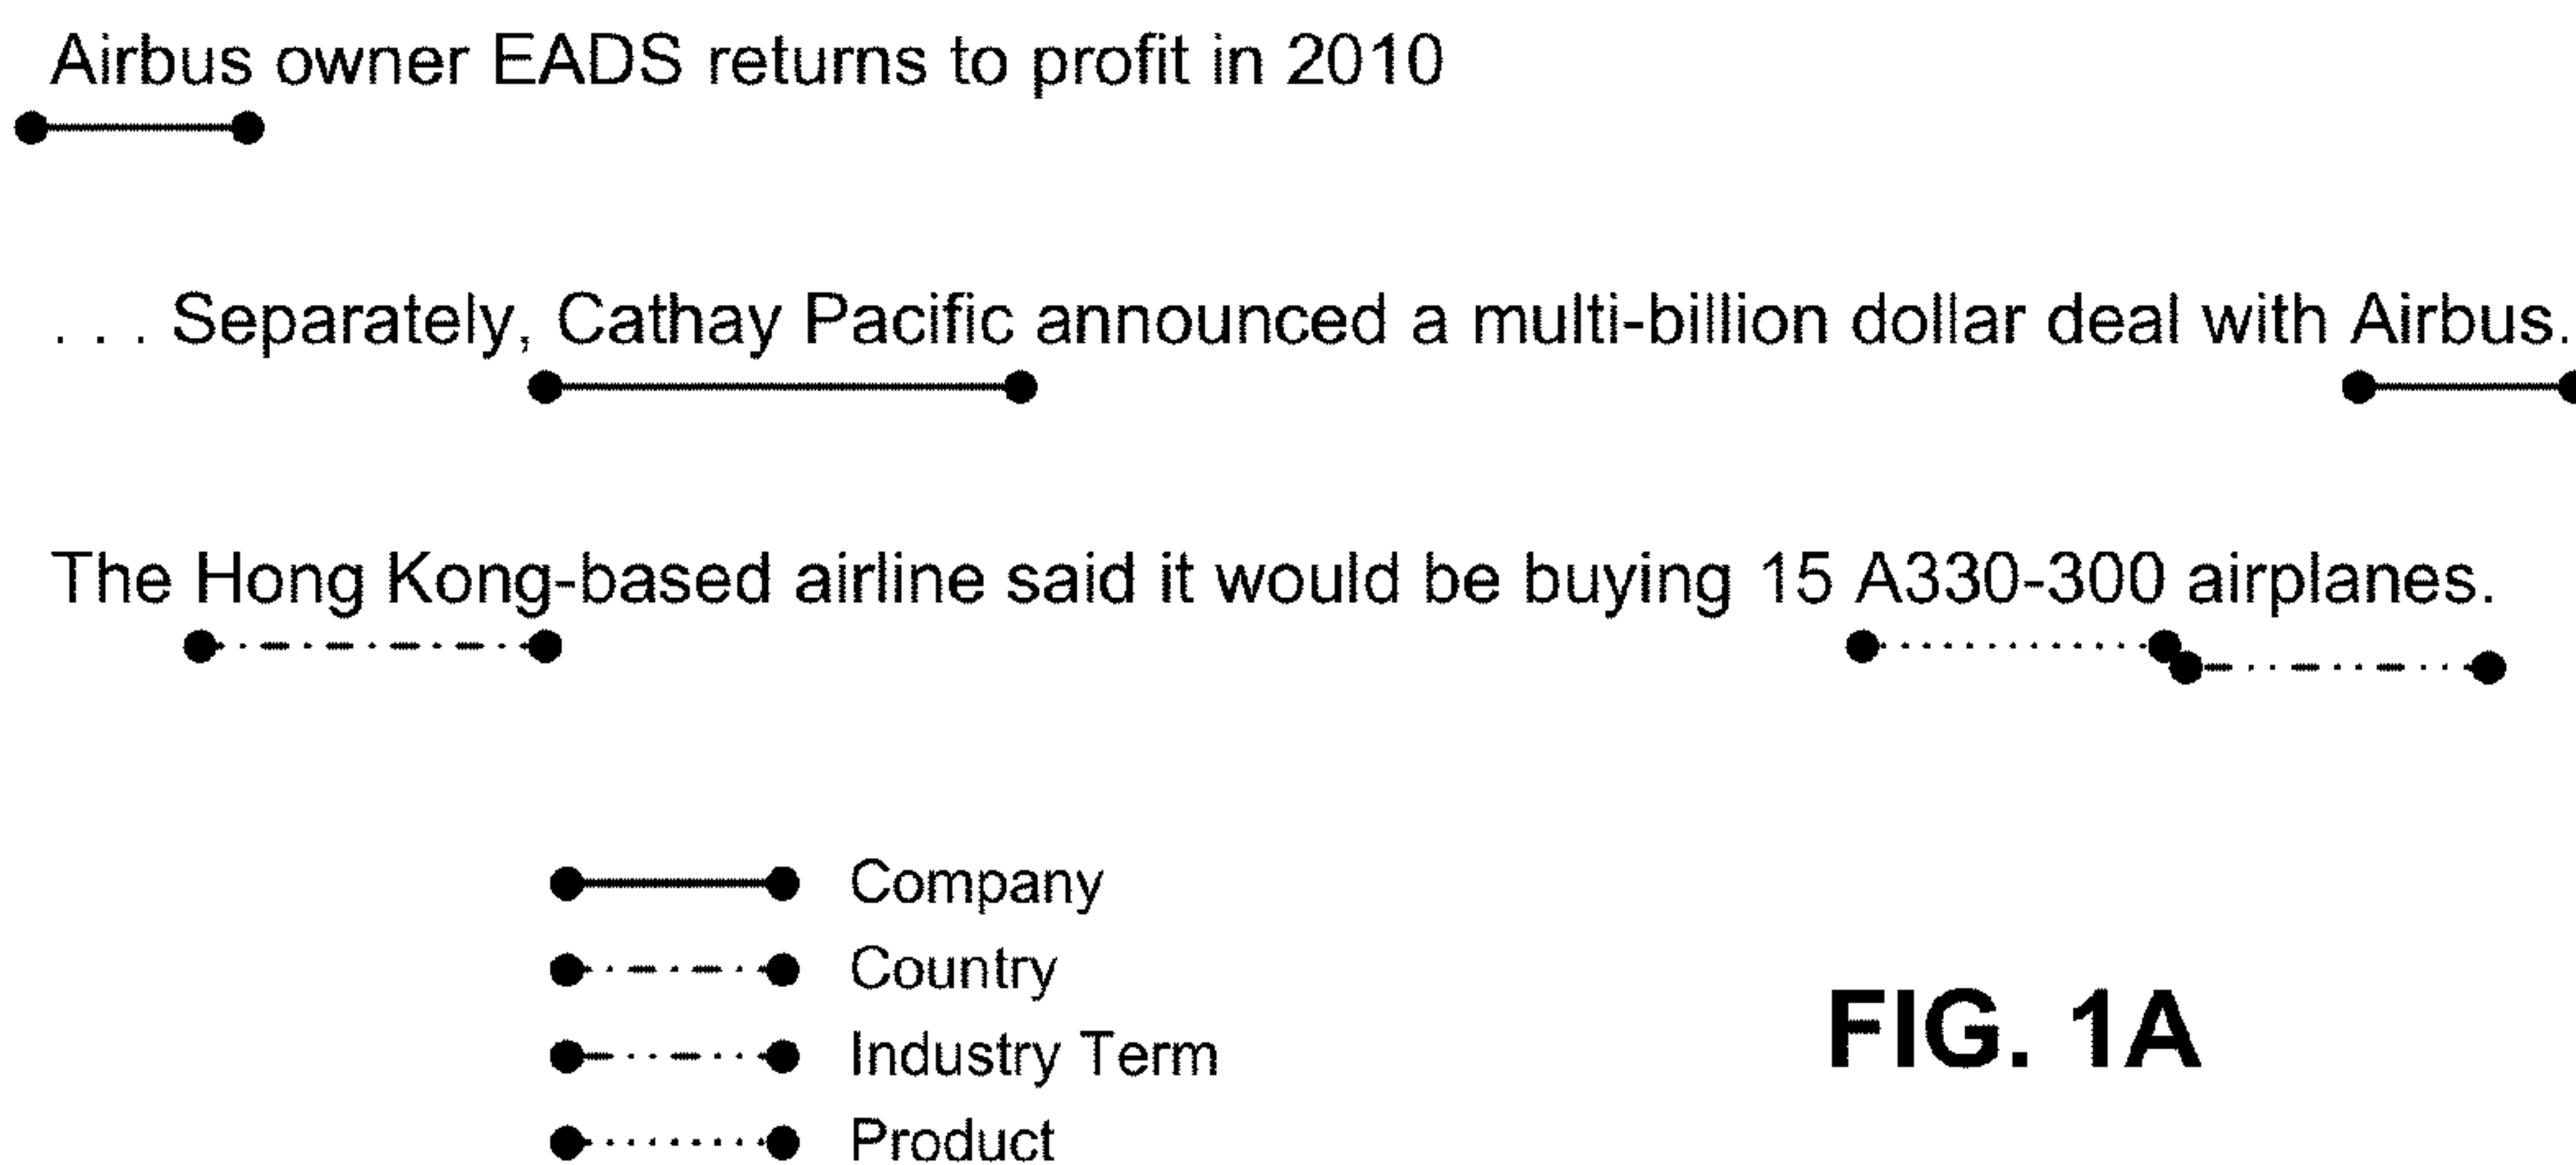 Airbus owner EADS returns to profit in 2010
. . . Separately, Cathay Pacific announced a multi-billion dollar deal with Airbus.
The Hong Kong-based airline said it would be buying 15 A330-300 airplanes.
Company
Country
Industry Term
Product
FIG. 1A